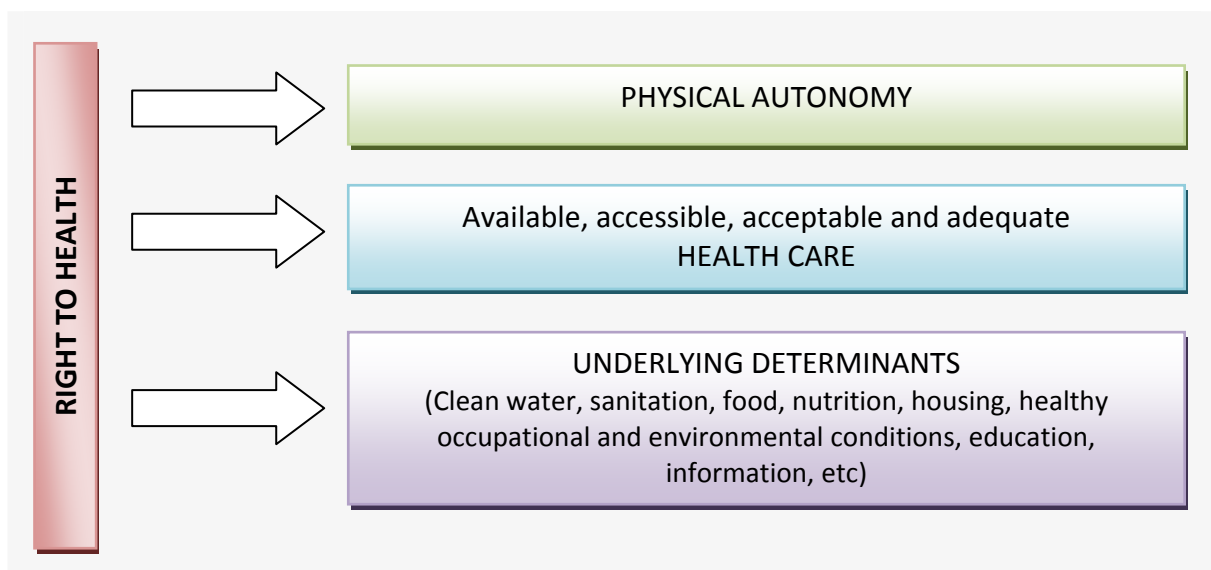 RIGHT TO HEALTH
PHYSICAL AUTONOMY
Available, accessible, acceptable and adequate
HEALTH CARE
UNDERLYING DETERMINANTS
(Clean water, sanitation, food, nutrition, housing, healthy
occupational and environmental conditions, education,
information, etc)